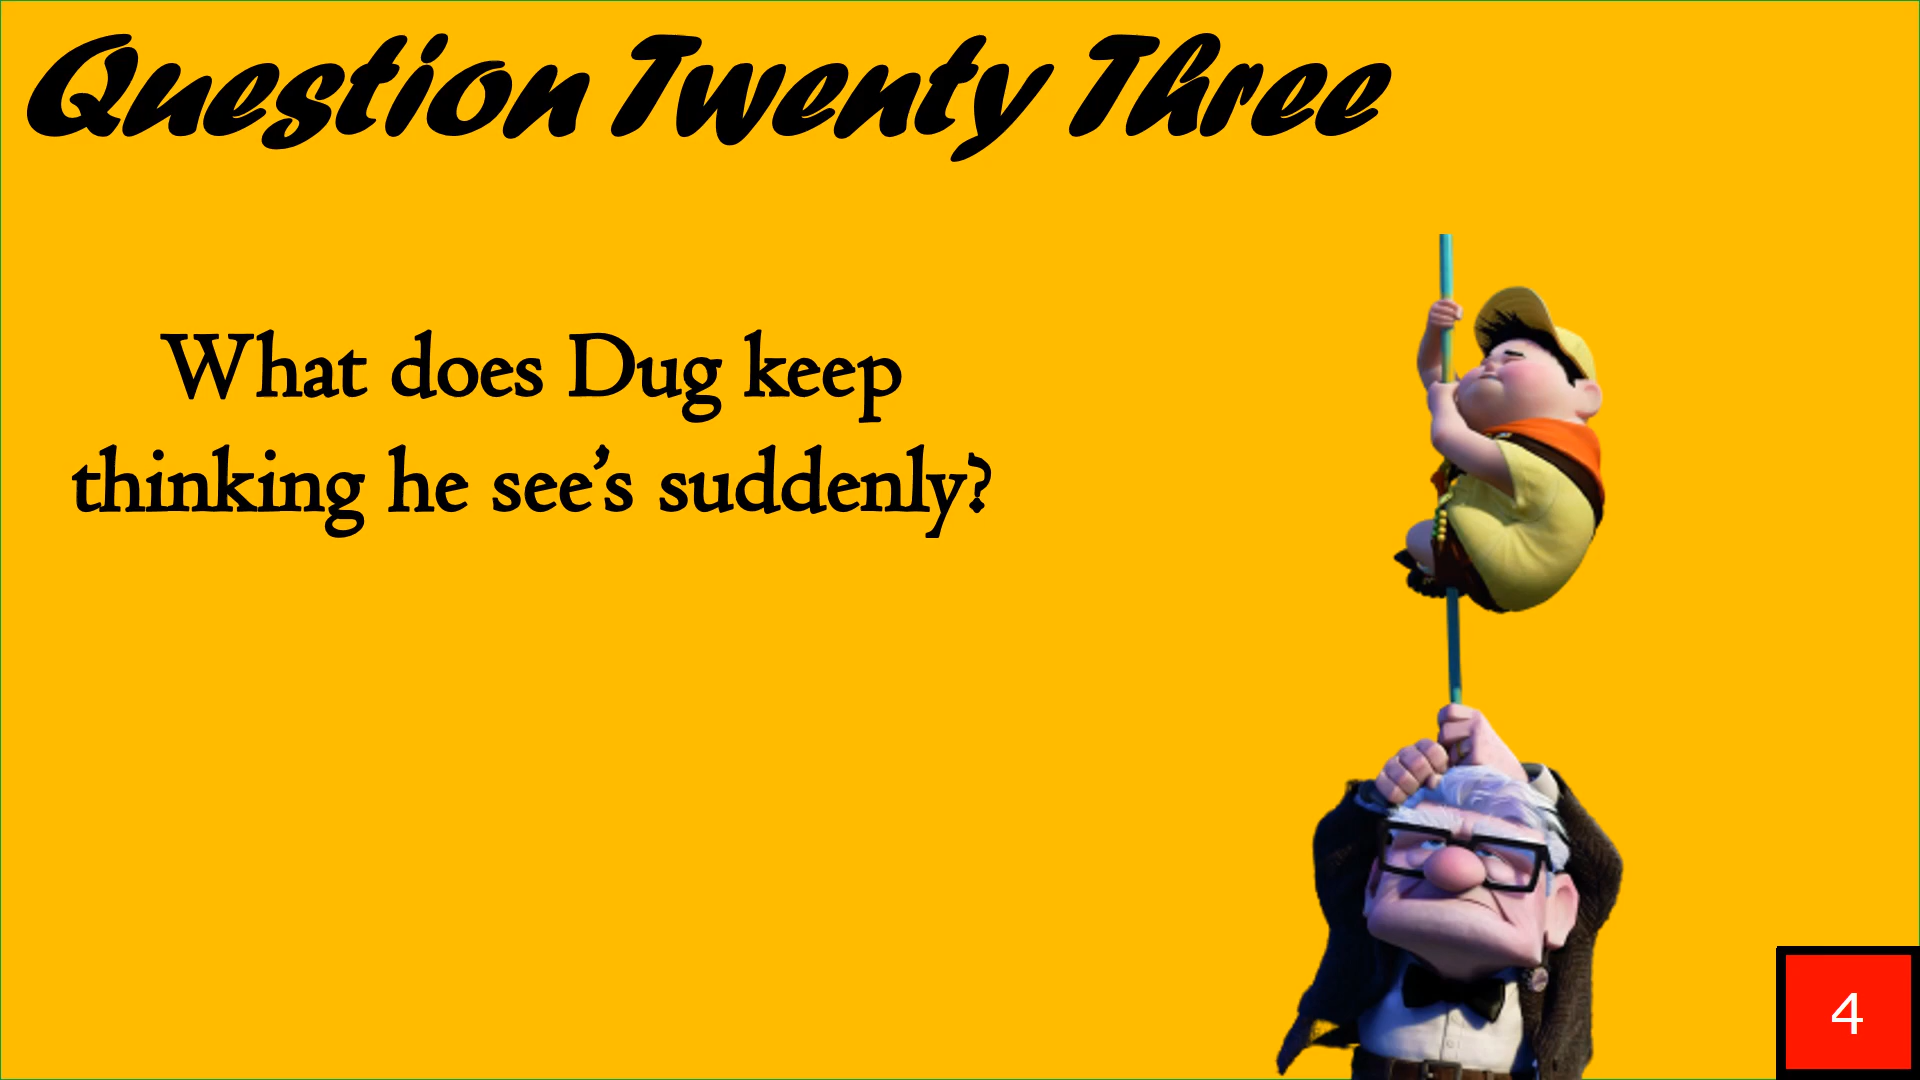 Question Twenty Three
What does Dug keep
thinking he see’s suddenly?
4